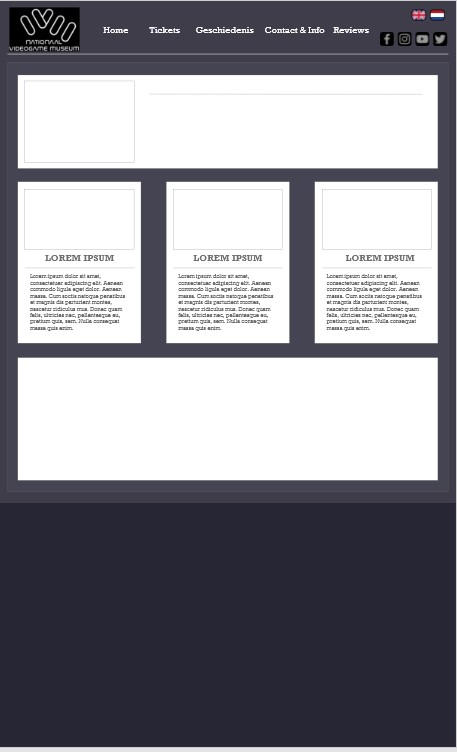 NATIONAAL
VIDEOGAME MUSEUM
Home Tickets Geschiedenis Contact & Info Reviews
LOREM IPSUM
Lorem ipsum dolor sit amet,
consectetuer adipiscing elit. Aenean
commodo ligula eget dolor. Aenean
massa. Cum sociis natoque penatibus
et magnis dis parturient montes,
nascetur ridiculus mus. Donec quam
felis, ultricies nec, pellentesque eu,
pretium quis, sem. Nulla consequat
massa quis enim.
LOREM IPSUM
Lorem ipsum dolor sit amet,
consectetuer adipiscing elit. Aenean
commodo ligula eget dolor. Aenean
massa. Cum sociis natoque penatibus
et magnis dis parturient montes,
nascetur ridiculus mus. Donec quam
felis, ultricies nec, pellentesque eu,
pretium quis, sem. Nulla consequat
massa quis enim.
LOREM IPSUM
Lorem ipsum dolor sit amet,
consectetuer adipiscing elit. Aenean
commodo ligula eget dolor. Aenean
massa. Cum sociis natoque penatibus
et magnis dis parturient montes,
nascetur ridiculus mus. Donec quam
felis, ultricies nec, pellentesque eu,
pretium quis, sem. Nulla consequat
massa quis enim.